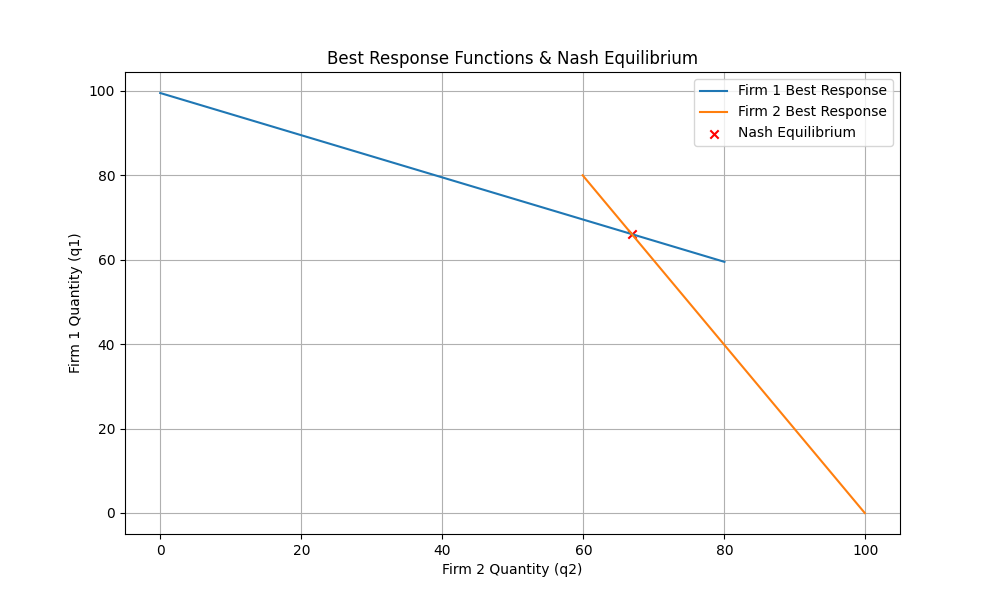 Best Response Functions & Nash Equilibrium
Firm 1 Best Response
Firm 2 Best Response
Nash Equilibrium
Firm 1 Quantity (q1)
100
80
60
40
20
0
0 20 40 60 80 100
Firm 2 Quantity (q2)